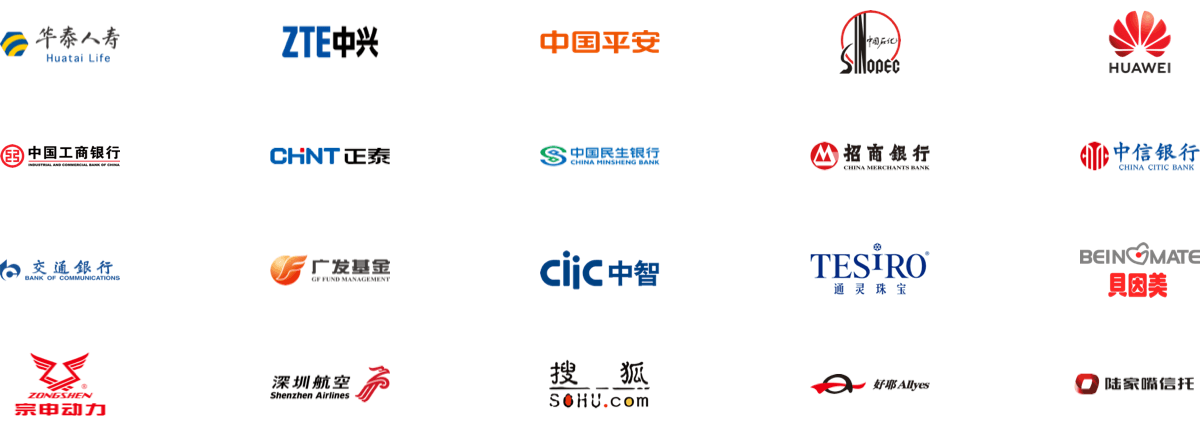 华泰人寿
Huatai Life
ZTE中兴
中国平安
中国石化
SINOPEC
HUAWEI
中国工商银行
INDUSTRIAL AND COMMERCIAL BANK OF CHINA
CHINT 正泰
中国民生银行
CHINA MINSHENG BANK
招商银行
CHINA MERCHANTS BANK
中信银行
CHINA CITIC BANK
交通銀行
BANK OF COMMUNICATIONS
广发基金
GF FUND MANAGEMENT
ciic 中智
TESIRO®
通灵珠宝
BEINGMATE
貝因美
®
ZONGSHEN
宗申动力
深圳航空
Shenzhen Airlines
搜狐
SOHU.com
好耶 Allyes
陆家嘴信托